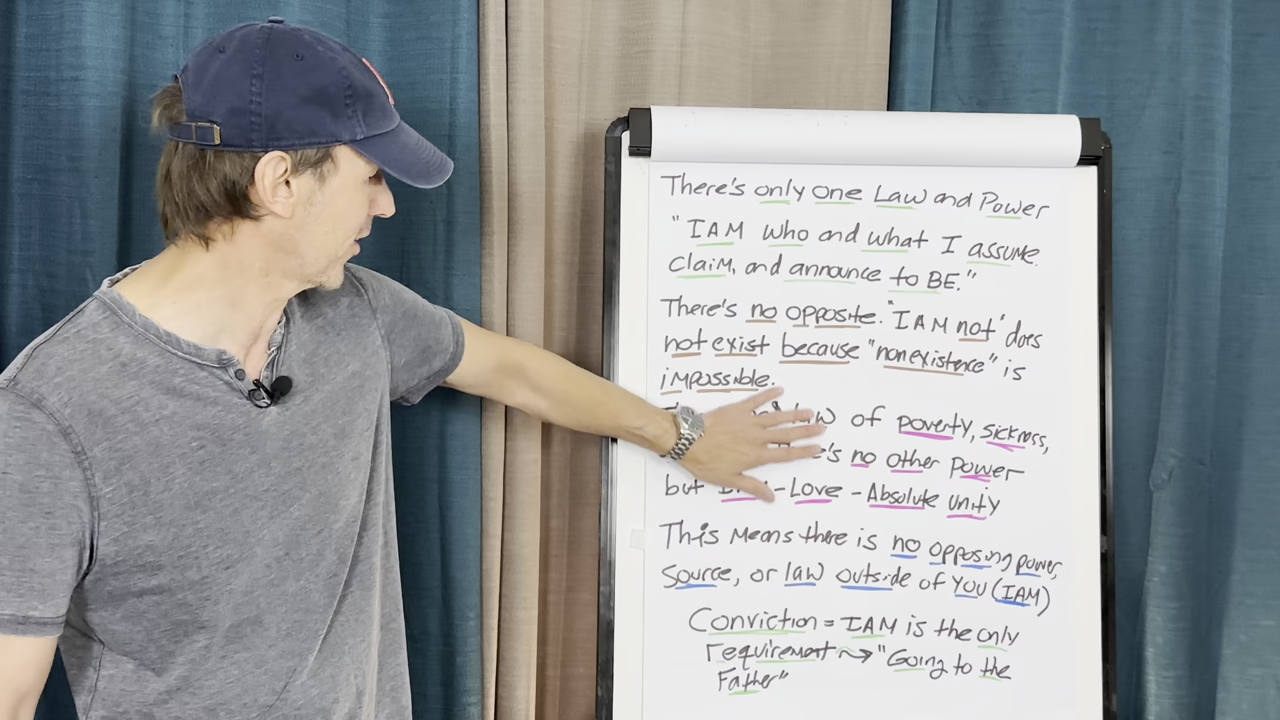 There's only one Law and Power
"I AM who and what I assume,
claim, and announce to BE."
There's no opposite. "I AM not' does
not exist because "nonexistence" is
impossible.
law of poverty, sickness,
no other power
but -Love - Absolute unity
This means there is no opposing power,
source, or law outside of you (IAM)
Conviction = IAM is the only
requirement → "Going to the
Father"